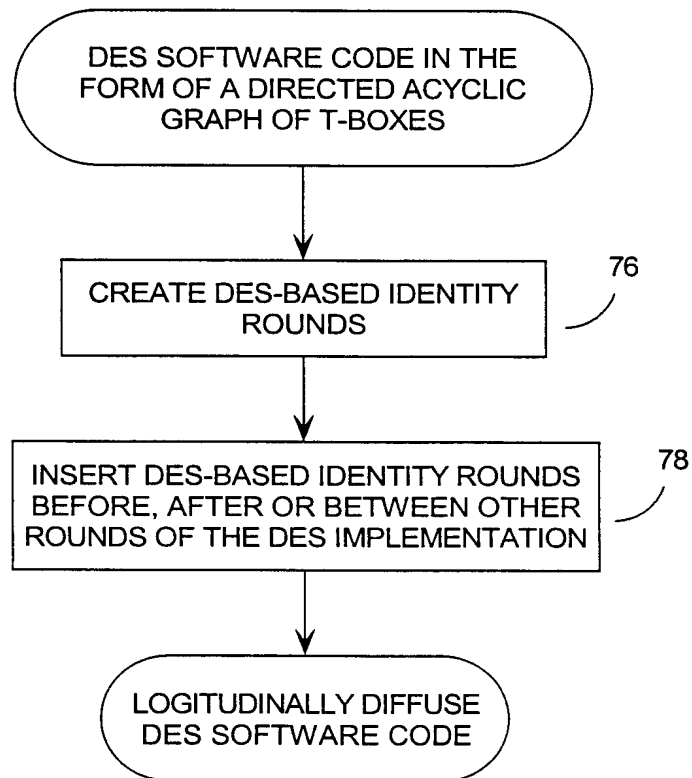 DES SOFTWARE CODE IN THE
FORM OF A DIRECTED ACYCLIC
GRAPH OF T-BOXES
76
CREATE DES-BASED IDENTITY
ROUNDS
78
INSERT DES-BASED IDENTITY ROUNDS
BEFORE, AFTER OR BETWEEN OTHER
ROUNDS OF THE DES IMPLEMENTATION
LOGITUDINALLY DIFFUSE
DES SOFTWARE CODE